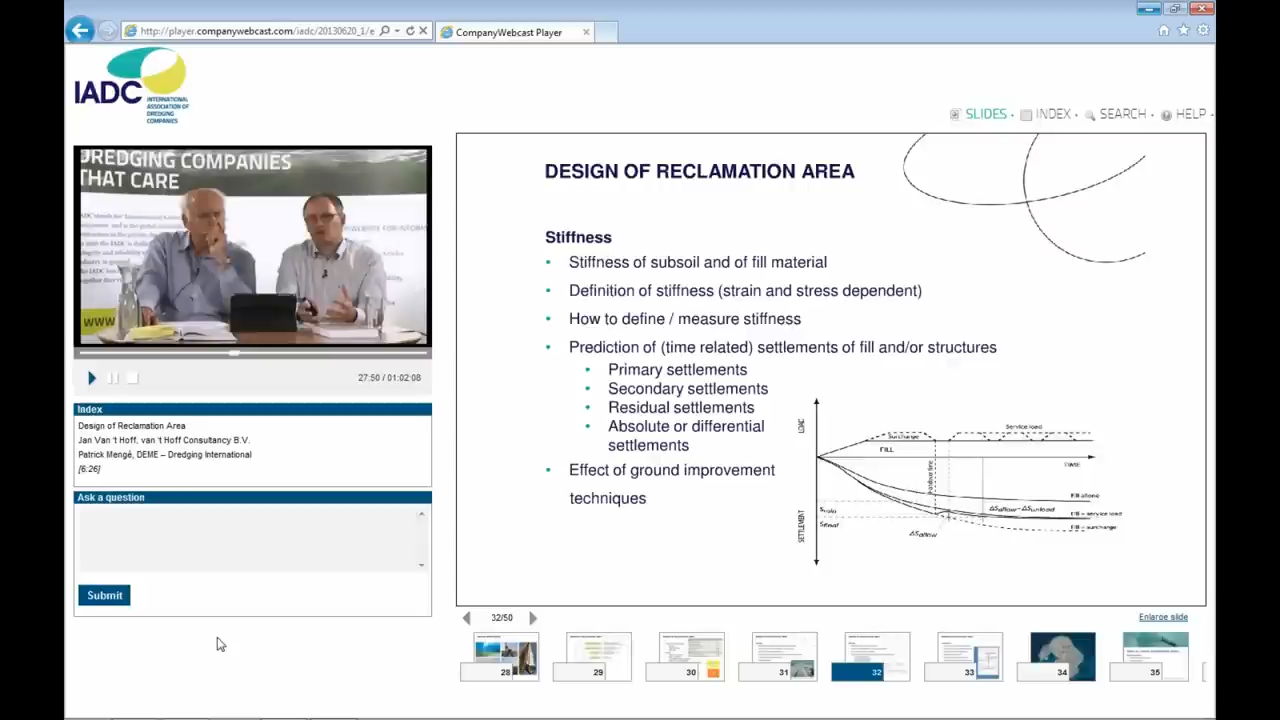 http://player.companywebcast.com/iadc/20130620_1/e
CompanyWebcast Player
IADC
INTERNATIONAL
ASSOCIATION OF
DREDGING
COMPANIES
SLIDES
INDEX
SEARCH
HELP
DREDGING COMPANIES
THAT CARE
WWW
27:50 / 01:02:08
Index
Design of Reclamation Area
Jan Van 't Hoff, van 't Hoff Consultancy B.V.
Patrick Mengé, DEME – Dredging International
[6:26]
Ask a question
Submit
DESIGN OF RECLAMATION AREA
Stiffness
• Stiffness of subsoil and of fill material
• Definition of stiffness (strain and stress dependent)
• How to define / measure stiffness
• Prediction of (time related) settlements of fill and/or structures
• Primary settlements
• Secondary settlements
• Residual settlements
• Absolute or differential
settlements
• Effect of ground improvement
techniques
LOAD
Surcharge
Service load
FILL
TIME
SETTLEMENT
Fill alone
Fill + service load
Fill + surcharge
32/50
Enlarge slide
28
29
30
31
32
33
34
35